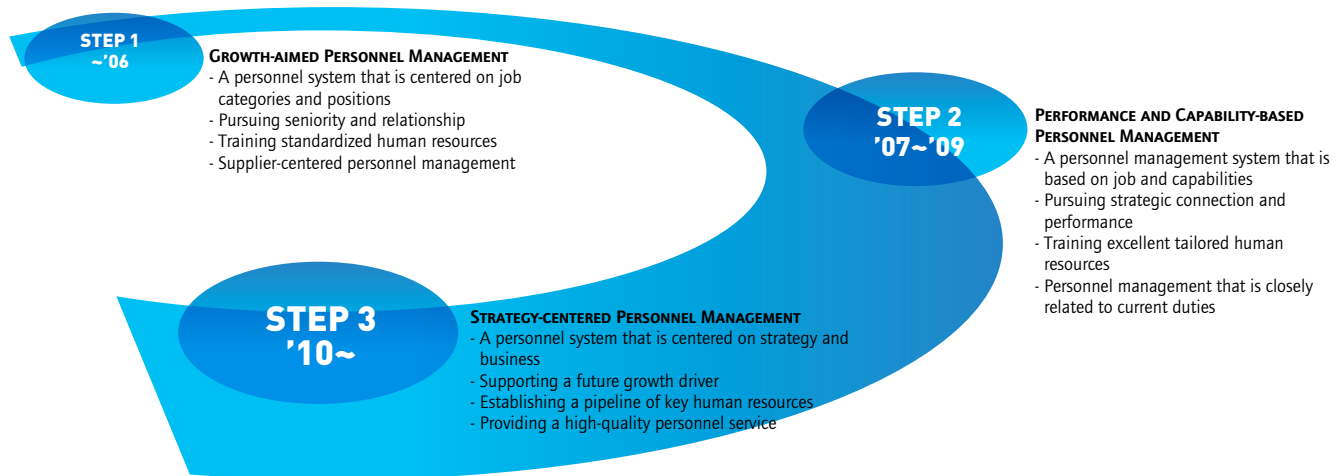 STEP 1
~’06
GROWTH-AIMED PERSONNEL MANAGEMENT
- A personnel system that is centered on job
categories and positions
- Pursuing seniority and relationship
- Training standardized human resources
- Supplier-centered personnel management
STEP 2
’07~’09
PERFORMANCE AND CAPABILITY-BASED
PERSONNEL MANAGEMENT
- A personnel management system that is
based on job and capabilities
- Pursuing strategic connection and
performance
- Training excellent tailored human
resources
- Personnel management that is closely
related to current duties
STEP 3
’10~
STRATEGY-CENTERED PERSONNEL MANAGEMENT
- A personnel system that is centered on strategy and
business
- Supporting a future growth driver
- Establishing a pipeline of key human resources
- Providing a high-quality personnel service